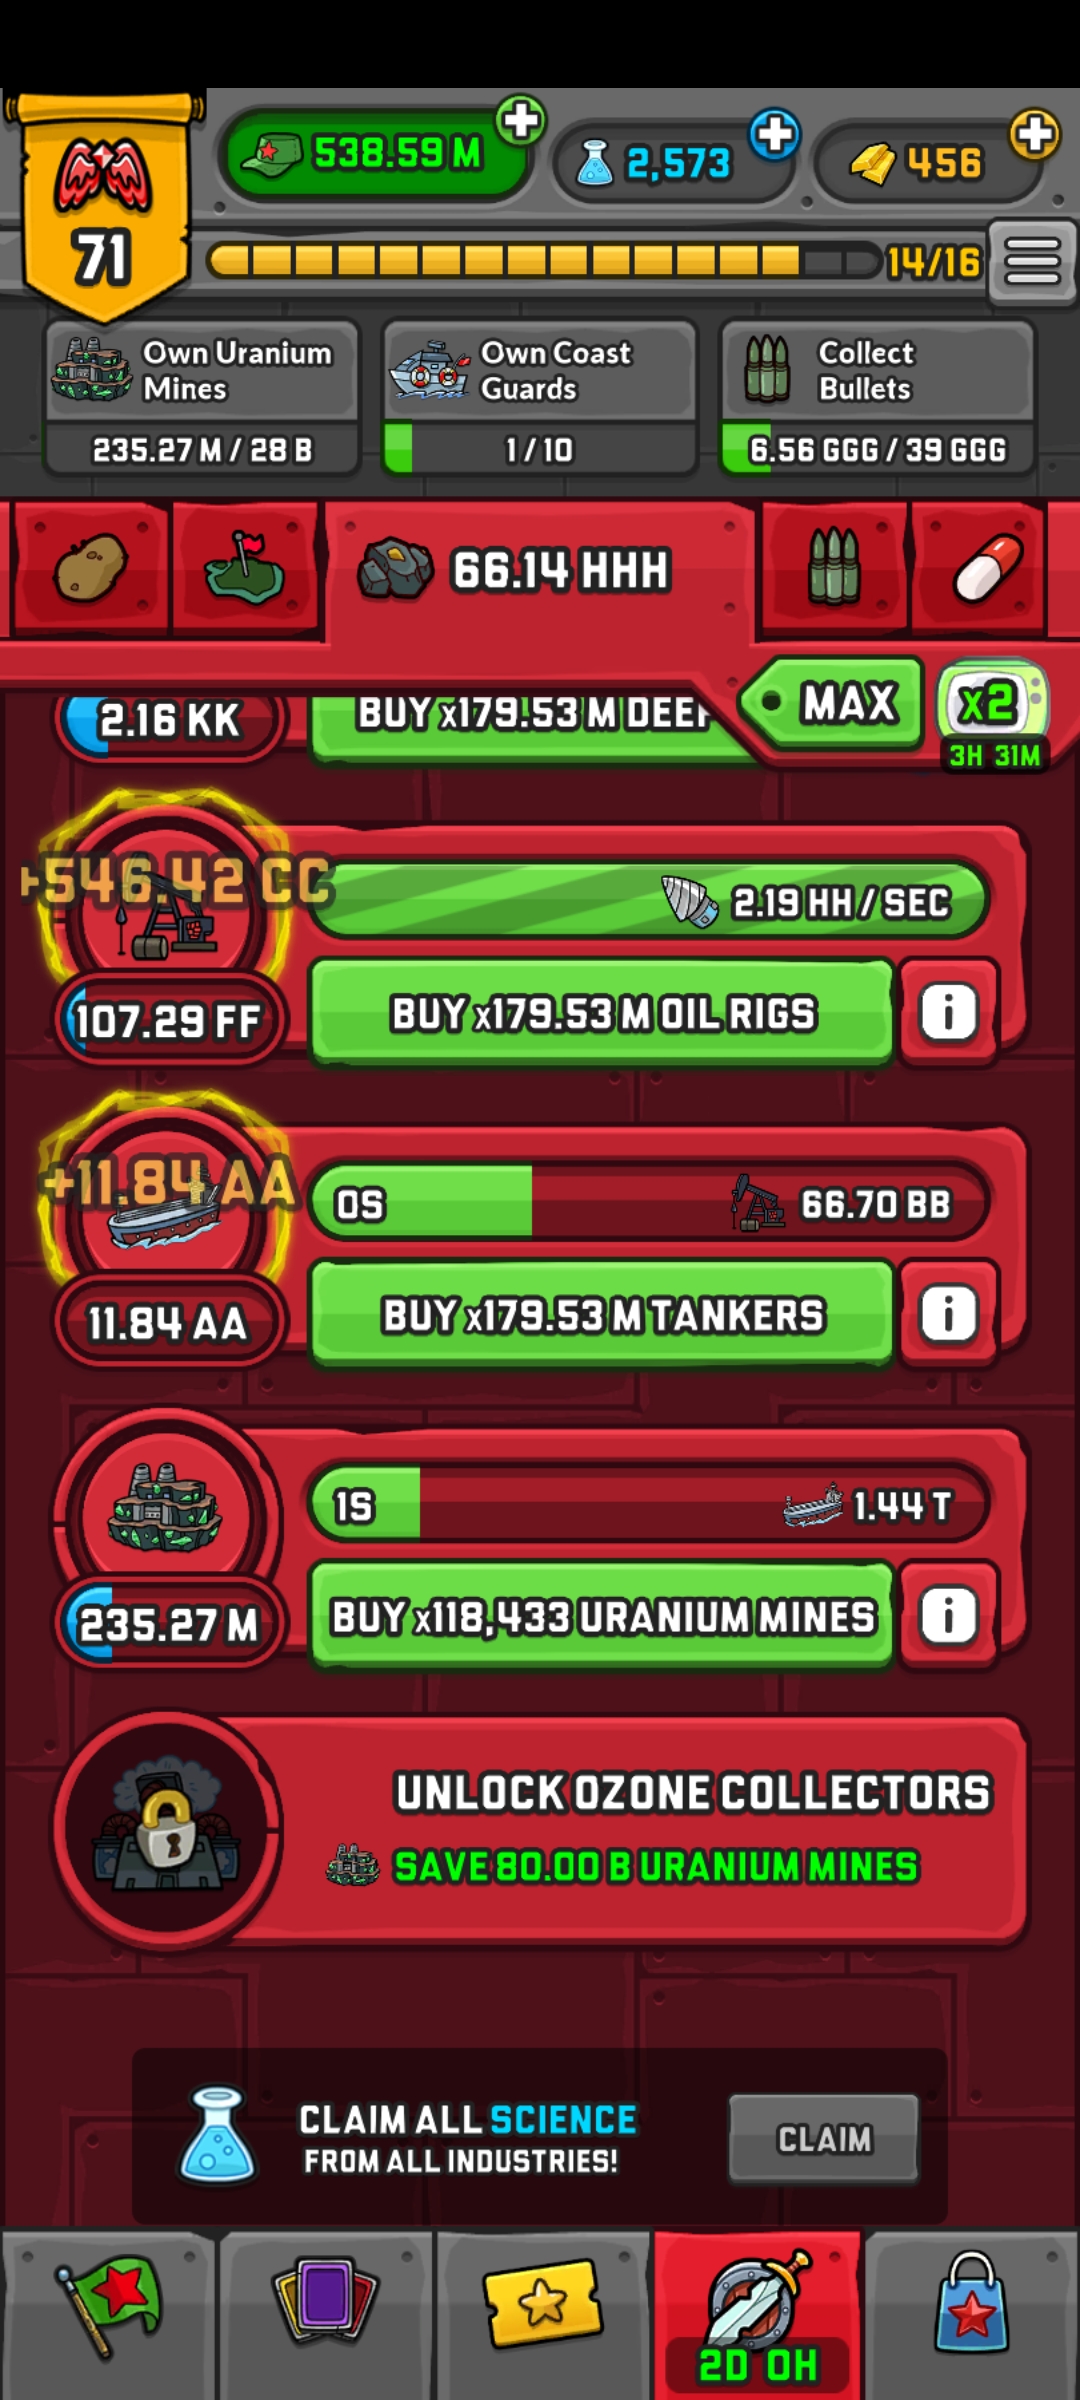 538.59 M
2,573
456
71
14/16
Own Uranium
Mines
235.27 M / 28 B
Own Coast
Guards
1 / 10
Collect
Bullets
6.56 GGG / 39 GGG
66.14 HHH
MAX
x2
3H 31M
2.16 KK
BUY x179.53 M DEEP
+546.42 CC
2.19 HH / SEC
107.29 FF
BUY x179.53 M OIL RIGS
i
+11.84 AA
0S
66.70 BB
11.84 AA
BUY x179.53 M TANKERS
i
1S
1.44 T
235.27 M
BUY x118,433 URANIUM MINES
i
UNLOCK OZONE COLLECTORS
SAVE 80.00 B URANIUM MINES
CLAIM ALL SCIENCE
FROM ALL INDUSTRIES!
CLAIM
2D 0H